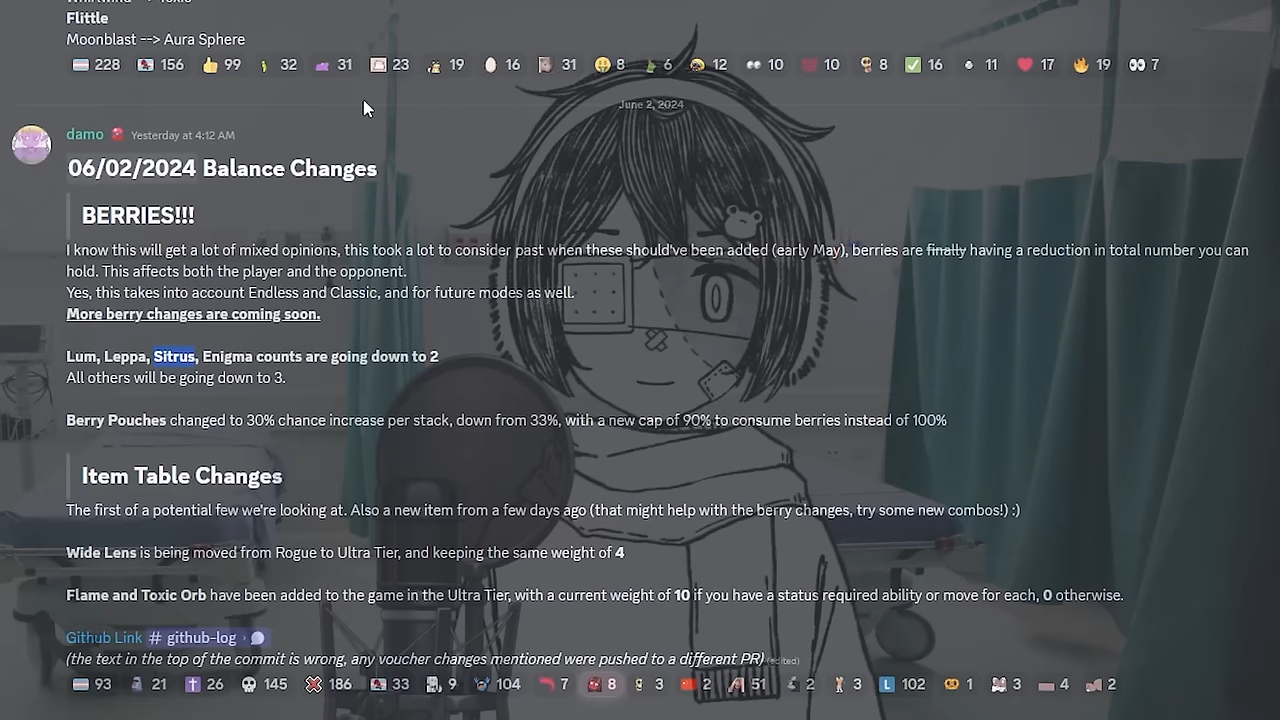 Flittle
Moonblast --> Aura Sphere
228 156 99 32 31 23 19 16 31 8 6 12 10 10 8 16 11 17 19 7
June 2, 2024
damo Yesterday at 4:12 AM
06/02/2024 Balance Changes
BERRIES!!!
I know this will get a lot of mixed opinions, this took a lot to consider past when these should've been added (early May), berries are finally having a reduction in total number you can
hold. This affects both the player and the opponent.
Yes, this takes into account Endless and Classic, and for future modes as well.
More berry changes are coming soon.
Lum, Leppa, Sitrus, Enigma counts are going down to 2
All others will be going down to 3.
Berry Pouches changed to 30% chance increase per stack, down from 33%, with a new cap of 90% to consume berries instead of 100%
Item Table Changes
The first of a potential few we're looking at. Also a new item from a few days ago (that might help with the berry changes, try some new combos!) :)
Wide Lens is being moved from Rogue to Ultra Tier, and keeping the same weight of 4
Flame and Toxic Orb have been added to the game in the Ultra Tier, with a current weight of 10 if you have a status required ability or move for each, 0 otherwise.
Github Link # github-log ›
(the text in the top of the commit is wrong, any voucher changes mentioned were pushed to a different PR) (edited)
93 21 26 145 186 33 9 104 7 8 3 2 51 2 3 L 102 1 3 4 2